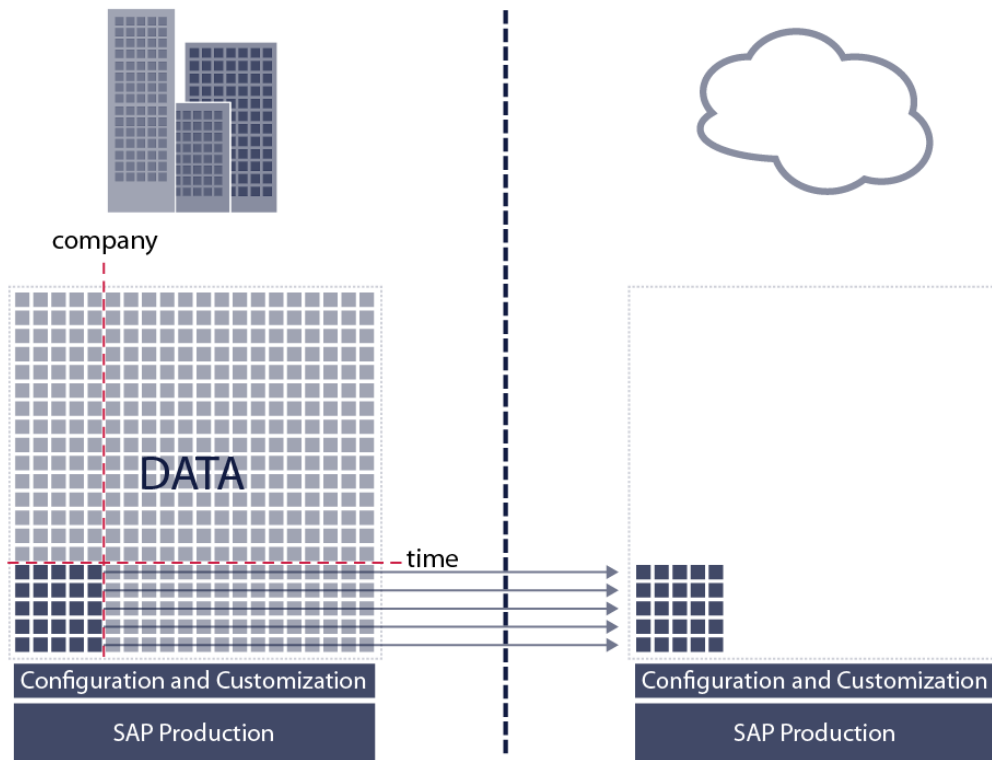 company
DATA
time
Configuration and Customization
SAP Production
Configuration and Customization
SAP Production